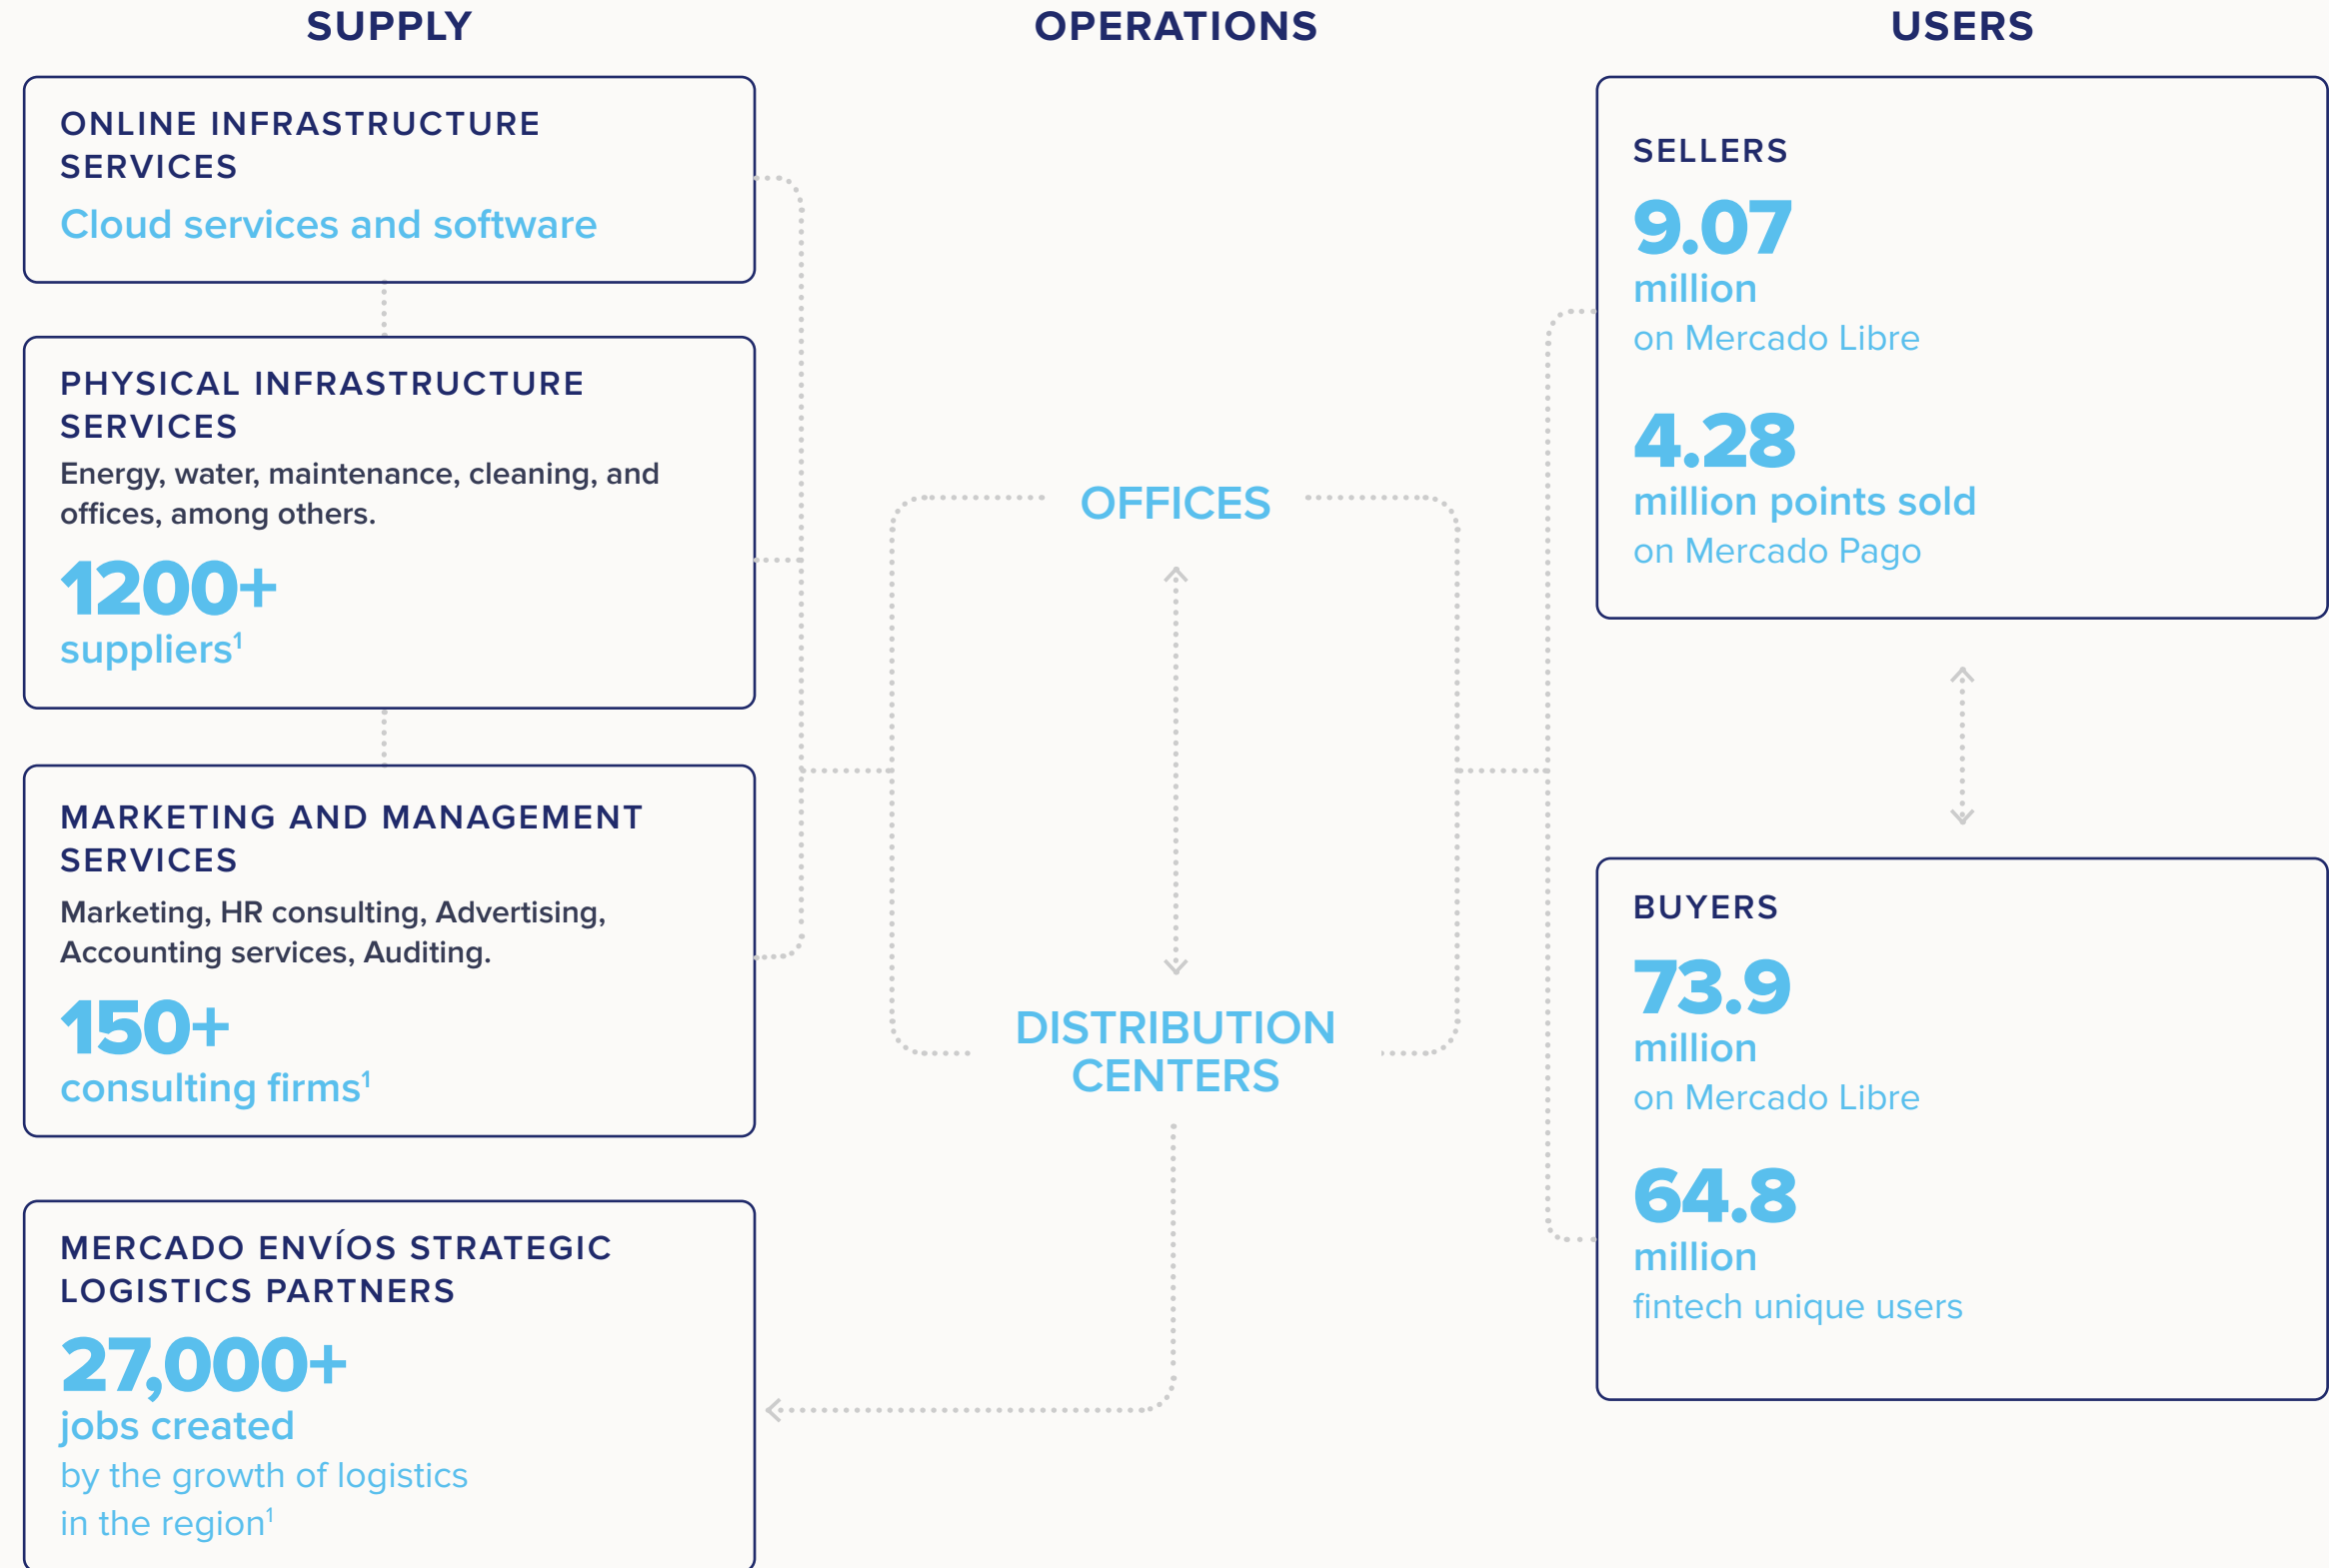 SUPPLY
ONLINE INFRASTRUCTURE
SERVICES
Cloud services and software
PHYSICAL INFRASTRUCTURE
SERVICES
Energy, water, maintenance, cleaning, and
offices, among others.
1200+
suppliers¹
MARKETING AND MANAGEMENT
SERVICES
Marketing, HR consulting, Advertising,
Accounting services, Auditing.
150+
consulting firms¹
MERCADO ENVÍOS STRATEGIC
LOGISTICS PARTNERS
27,000+
jobs created
by the growth of logistics
in the region¹
OPERATIONS
OFFICES
DISTRIBUTION
CENTERS
USERS
SELLERS
9.07
million
on Mercado Libre
4.28
million points sold
on Mercado Pago
BUYERS
73.9
million
on Mercado Libre
64.8
million
fintech unique users